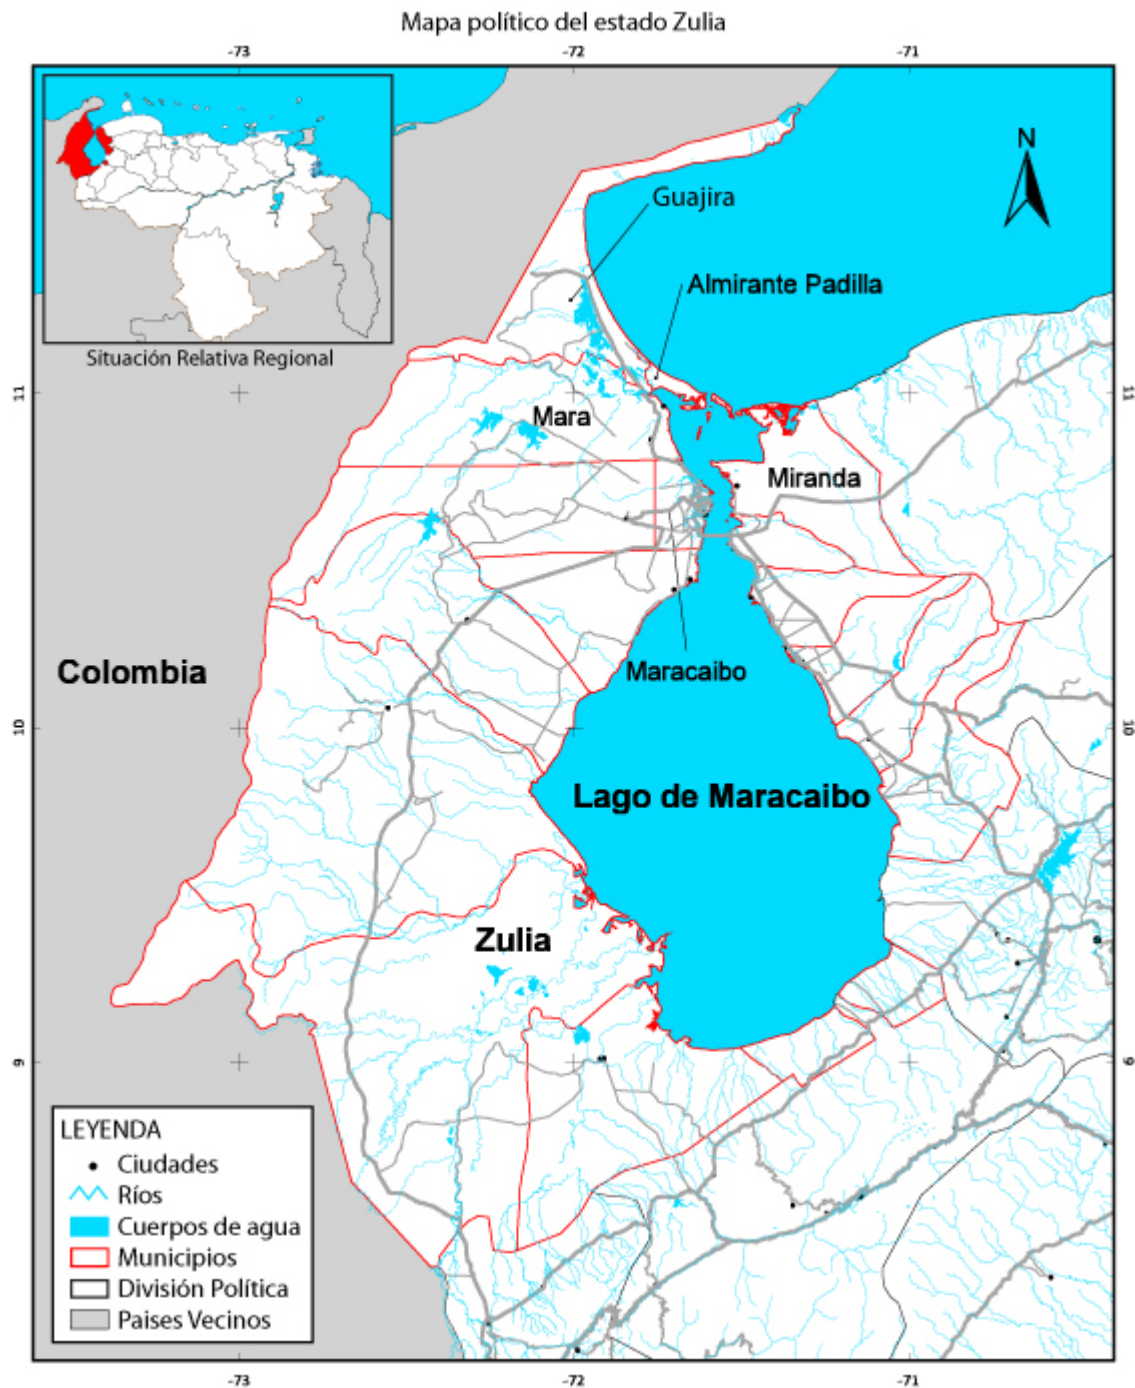 Mapa político del estado Zulia
-73
-72
-71
N
Guajira
Almirante Padilla
Situación Relativa Regional
11
11
Mara
Miranda
Colombia
Maracaibo
10
10
Lago de Maracaibo
Zulia
9
9
LEYENDA
Ciudades
Ríos
Cuerpos de agua
Municipios
División Política
Paises Vecinos
-73
-72
-71